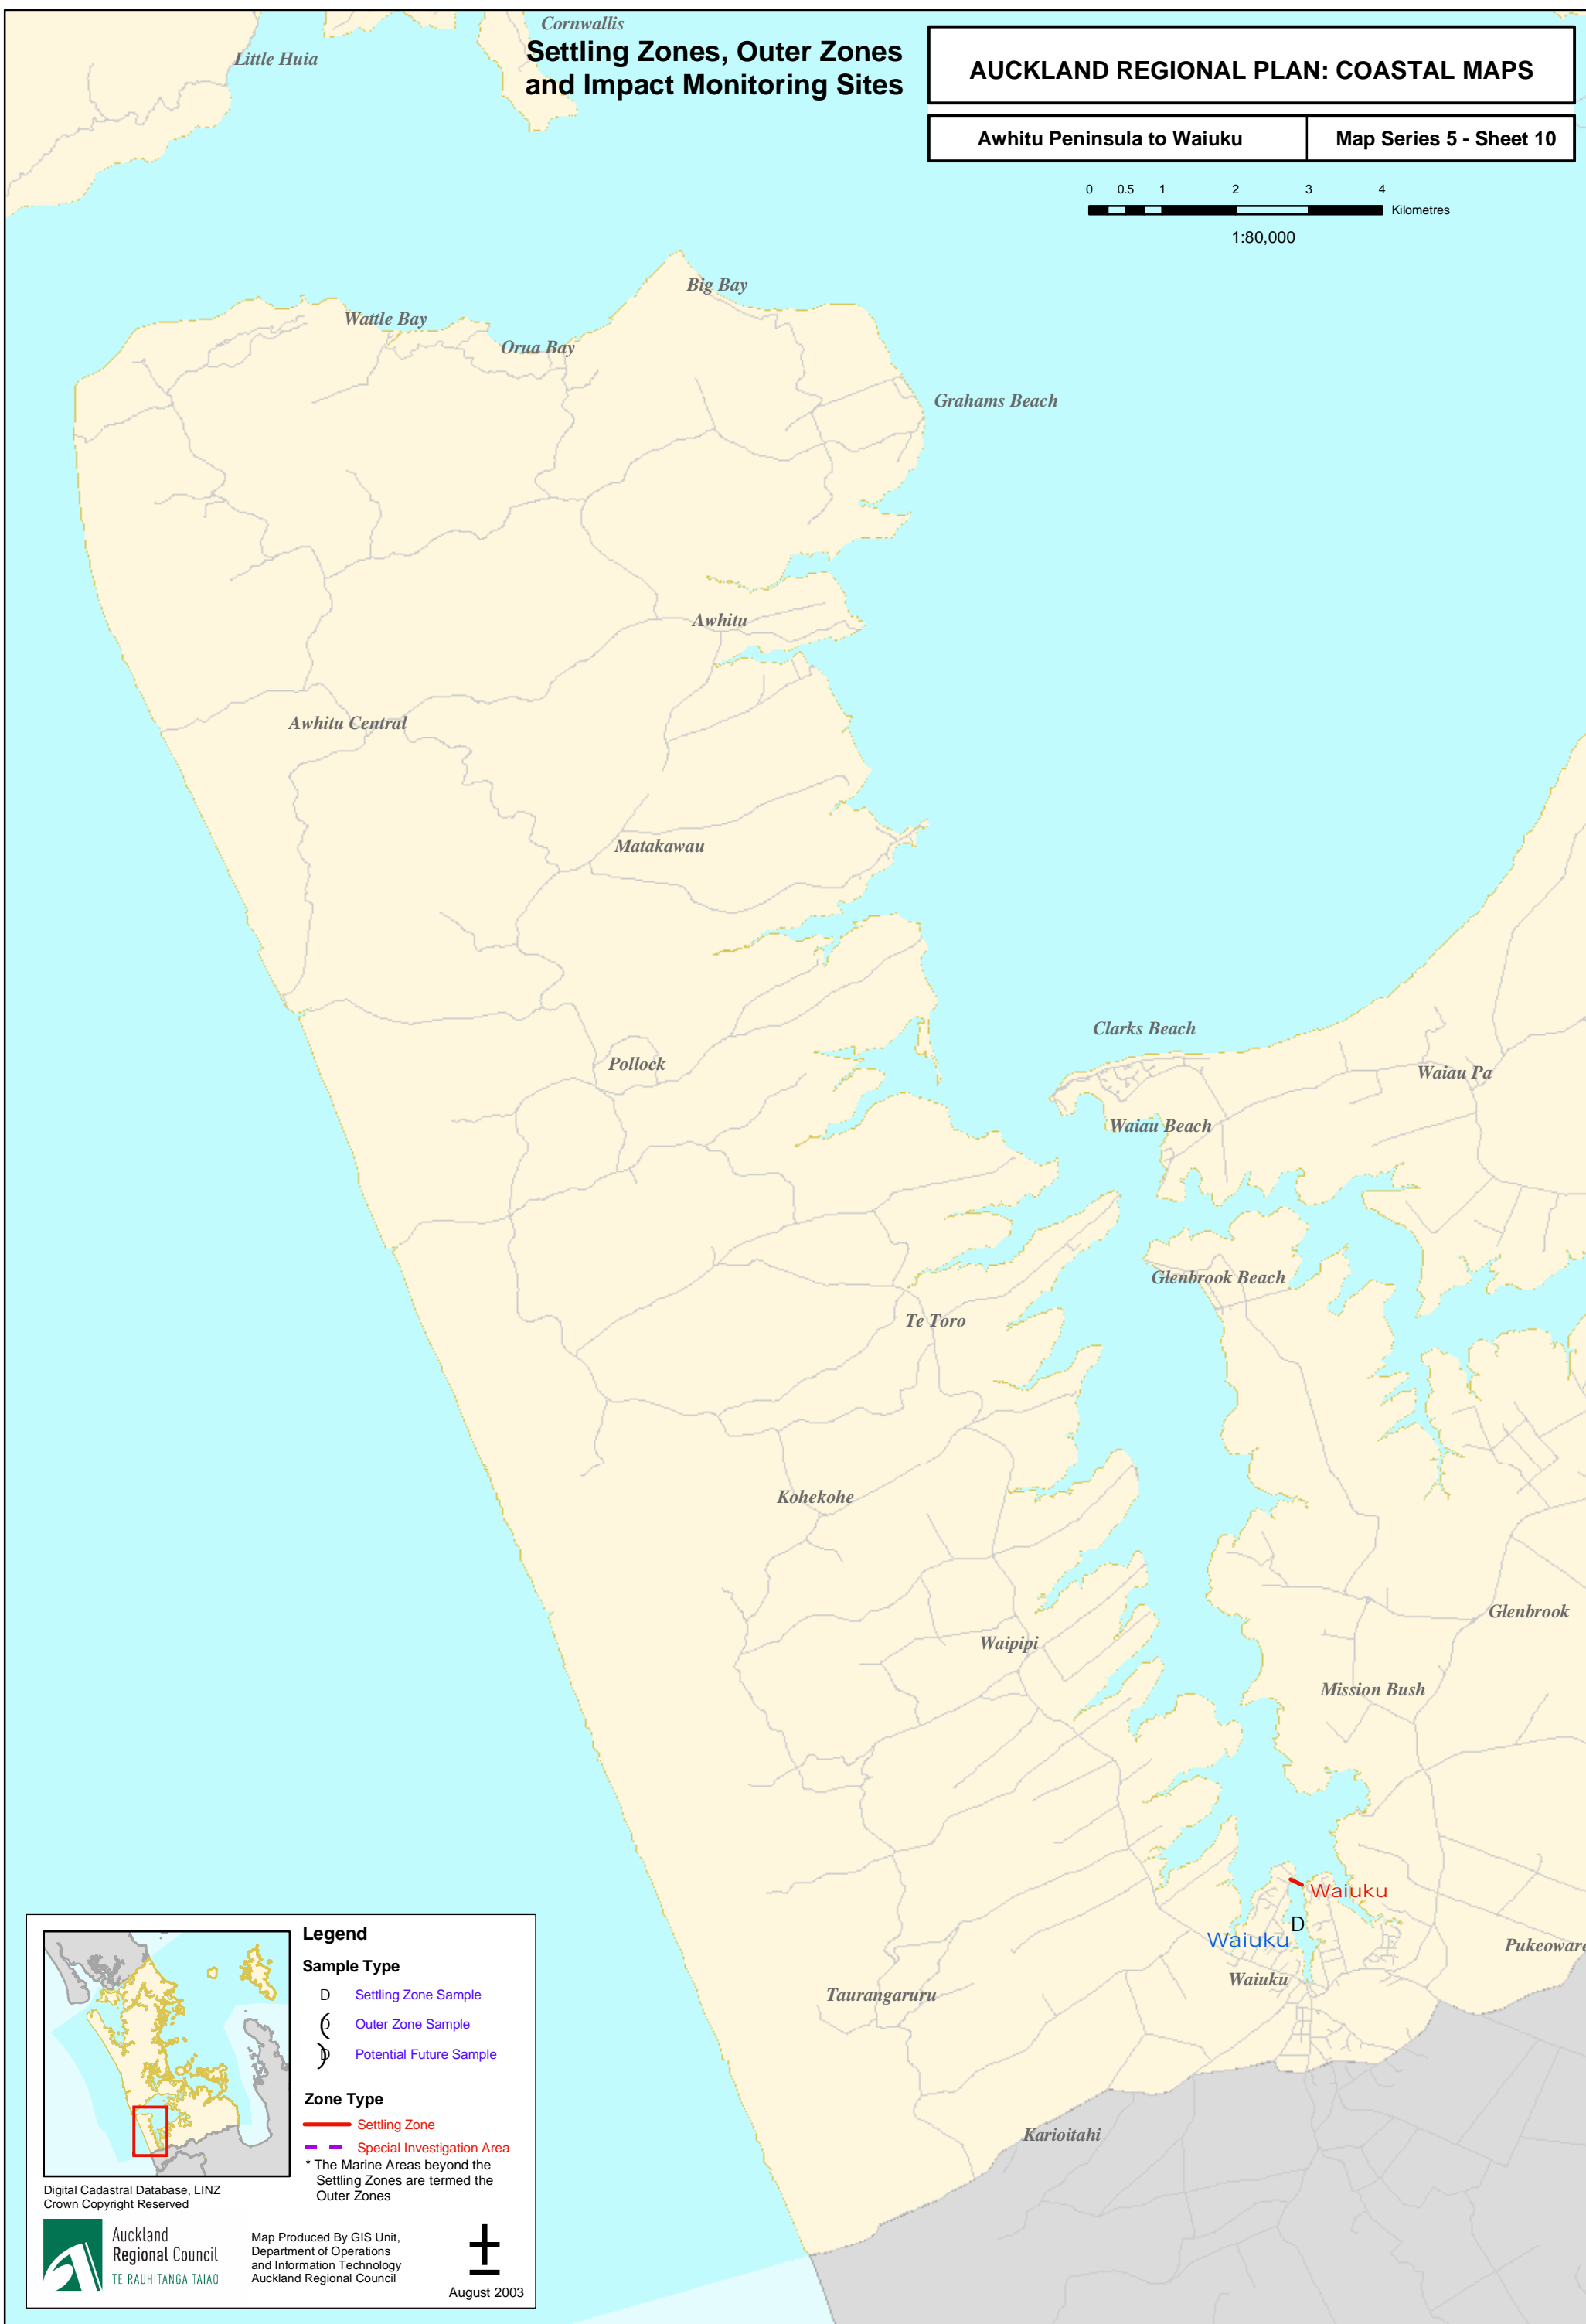 Cornwallis
Little Huia
Settling Zones, Outer Zones
and Impact Monitoring Sites
AUCKLAND REGIONAL PLAN: COASTAL MAPS
Awhitu Peninsula to Waiuku
Map Series 5 - Sheet 10
0 0.5 1 2 3 4
Kilometres
1:80,000
Big Bay
Wattle Bay
Orua Bay
Grahams Beach
Awhitu
Awhitu Central
Matakawau
Clarks Beach
Pollock
Waiau Pa
Waiau Beach
Glenbrook Beach
Te Toro
Kohekohe
Glenbrook
Waipipi
Mission Bush
Waiuku
D
Waiuku
Pukeoware
Waiuku
Taurangaruru
Karioitahi
Legend
Sample Type
D Settling Zone Sample
( D Outer Zone Sample
) D Potential Future Sample
Zone Type
Settling Zone
Special Investigation Area
* The Marine Areas beyond the
Settling Zones are termed the
Outer Zones
Digital Cadastral Database, LINZ
Crown Copyright Reserved
Auckland
Regional Council
TE RAUHITANGA TAIAO
Map Produced By GIS Unit,
Department of Operations
and Information Technology
Auckland Regional Council
±
August 2003